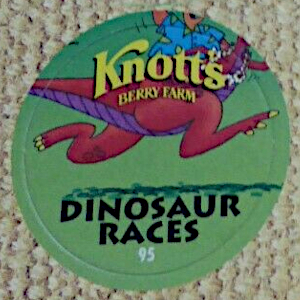 Knott's
BERRY FARM
DINOSAUR
RACES
95